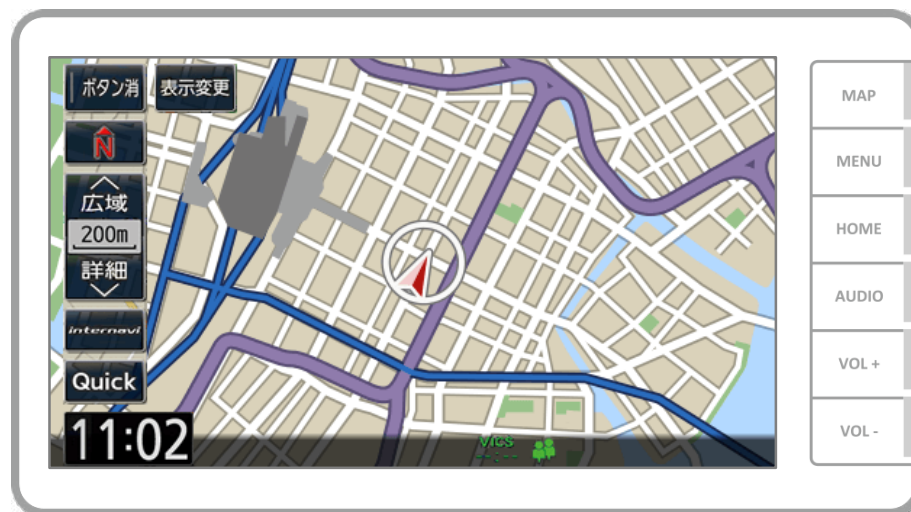 ボタン消
表示変更
N
広域
200m
詳細
internavi
Quick
11:02
VICS
--:--
MAP
MENU
HOME
AUDIO
VOL +
VOL -